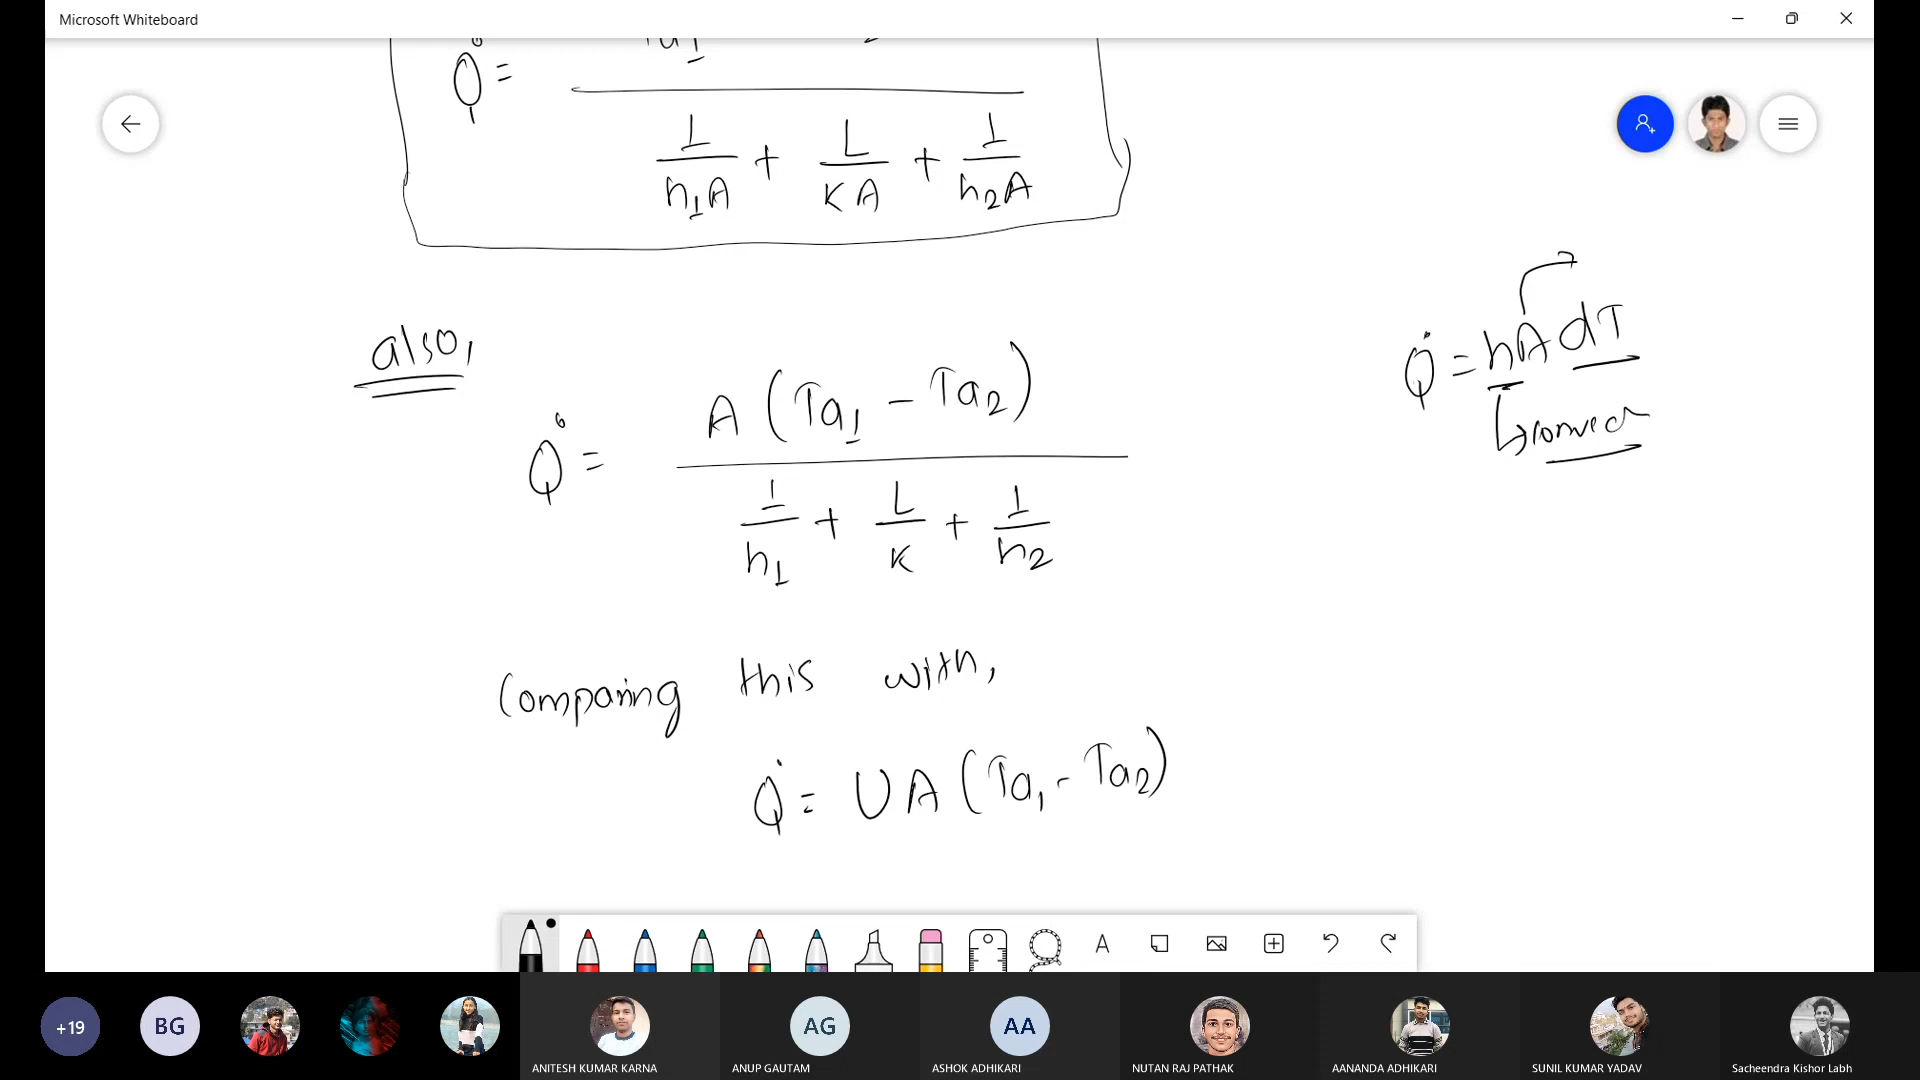 Microsoft Whiteboard
Q̇ =
1/h₁A + L/KA + 1/h₂A
also,
Q̇ = A (Ta₁ - Ta₂) / (1/h₁ + L/K + 1/h₂)
Q̇ = hA dT
Comparing this with,
Q̇ = UA (Ta₁ - Ta₂)
A
+19
BG
AG
AA
ANITESH KUMAR KARNA
ANUP GAUTAM
ASHOK ADHIKARI
NUTAN RAJ PATHAK
AANANDA ADHIKARI
SUNIL KUMAR YADAV
Sacheendra Kishor Labh